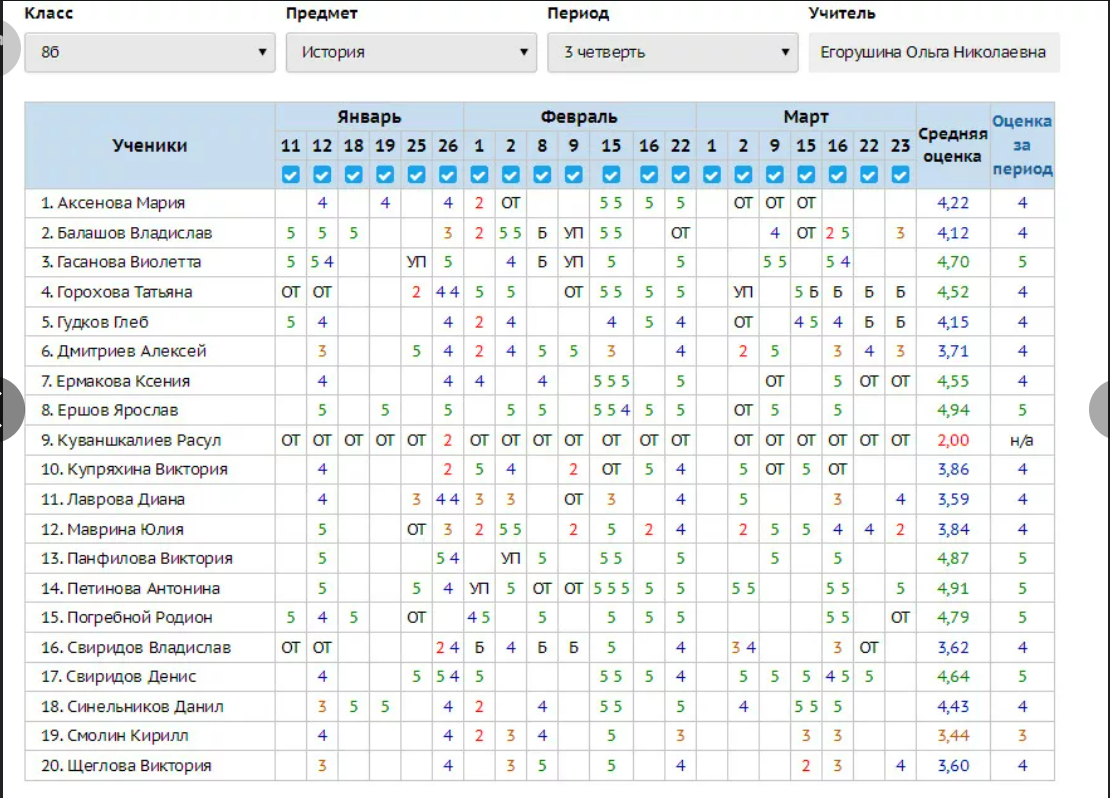 Класс Предмет Период Учитель
8б История 3 четверть Егорушина Ольга Николаевна
Ученики Январь Февраль Март Средняя оценка Оценка за период
11 12 18 19 25 26 1 2 8 9 15 16 22 1 2 9 15 16 22 23
1. Аксенова Мария 4 4 4 2 ОТ 5 5 5 5 ОТ ОТ ОТ 4,22 4
2. Балашов Владислав 5 5 5 3 2 5 5 Б УП 5 5 ОТ 4 ОТ 2 5 3 4,12 4
3. Гасанова Виолетта 5 5 4 УП 5 4 Б УП 5 5 5 5 5 4 4,70 5
4. Горохова Татьяна ОТ ОТ 2 4 4 5 5 ОТ 5 5 5 5 УП 5 Б Б Б Б 4,52 4
5. Гудков Глеб 5 4 4 2 4 4 5 4 ОТ 4 5 4 Б Б 4,15 4
6. Дмитриев Алексей 3 5 4 2 4 5 5 3 4 2 5 3 4 3 3,71 4
7. Ермакова Ксения 4 4 4 4 5 5 5 5 ОТ 5 ОТ ОТ 4,55 4
8. Ершов Ярослав 5 5 5 5 5 5 5 4 5 5 ОТ 5 5 4,94 5
9. Куваншкалиев Расул ОТ ОТ ОТ ОТ ОТ 2 ОТ ОТ ОТ ОТ ОТ ОТ ОТ ОТ ОТ ОТ ОТ ОТ ОТ 2,00 н/а
10. Купряхина Виктория 4 2 5 4 2 ОТ 5 4 5 ОТ 5 ОТ 3,86 4
11. Лаврова Диана 4 3 4 4 3 3 ОТ 3 4 5 3 4 3,59 4
12. Маврина Юлия 5 ОТ 3 2 5 5 2 5 2 4 2 5 5 4 4 2 3,84 4
13. Панфилова Виктория 5 5 4 УП 5 5 5 5 5 5 4,87 5
14. Петинова Антонина 5 5 4 УП 5 ОТ ОТ 5 5 5 5 5 5 5 5 5 5 4,91 5
15. Погребной Родион 5 4 5 ОТ 4 5 5 5 5 5 5 5 ОТ 4,79 5
16. Свиридов Владислав ОТ ОТ 2 4 Б 4 Б Б 5 4 3 4 3 ОТ 3,62 4
17. Свиридов Денис 4 5 5 4 5 5 5 5 4 5 5 5 4 5 5 4,64 5
18. Синельников Данил 3 5 5 4 2 4 5 5 5 4 5 5 5 4,43 4
19. Смолин Кирилл 4 4 2 3 4 5 3 3 3 3,44 3
20. Щеглова Виктория 3 4 3 5 5 4 2 3 4 3,60 4